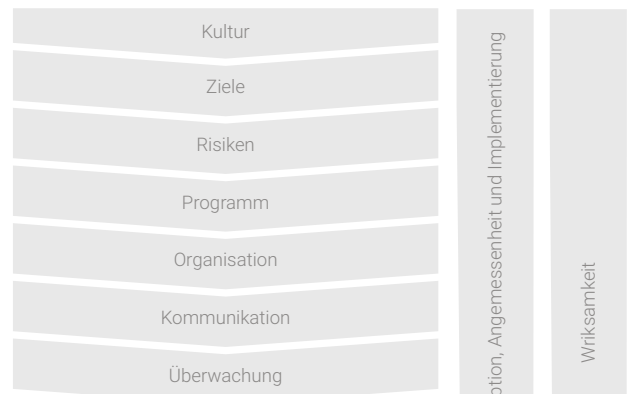 Kultur
Ziele
Risiken
Programm
Organisation
Kommunikation
Überwachung
Angemessenheit und Implementierung
Wriksamkeit